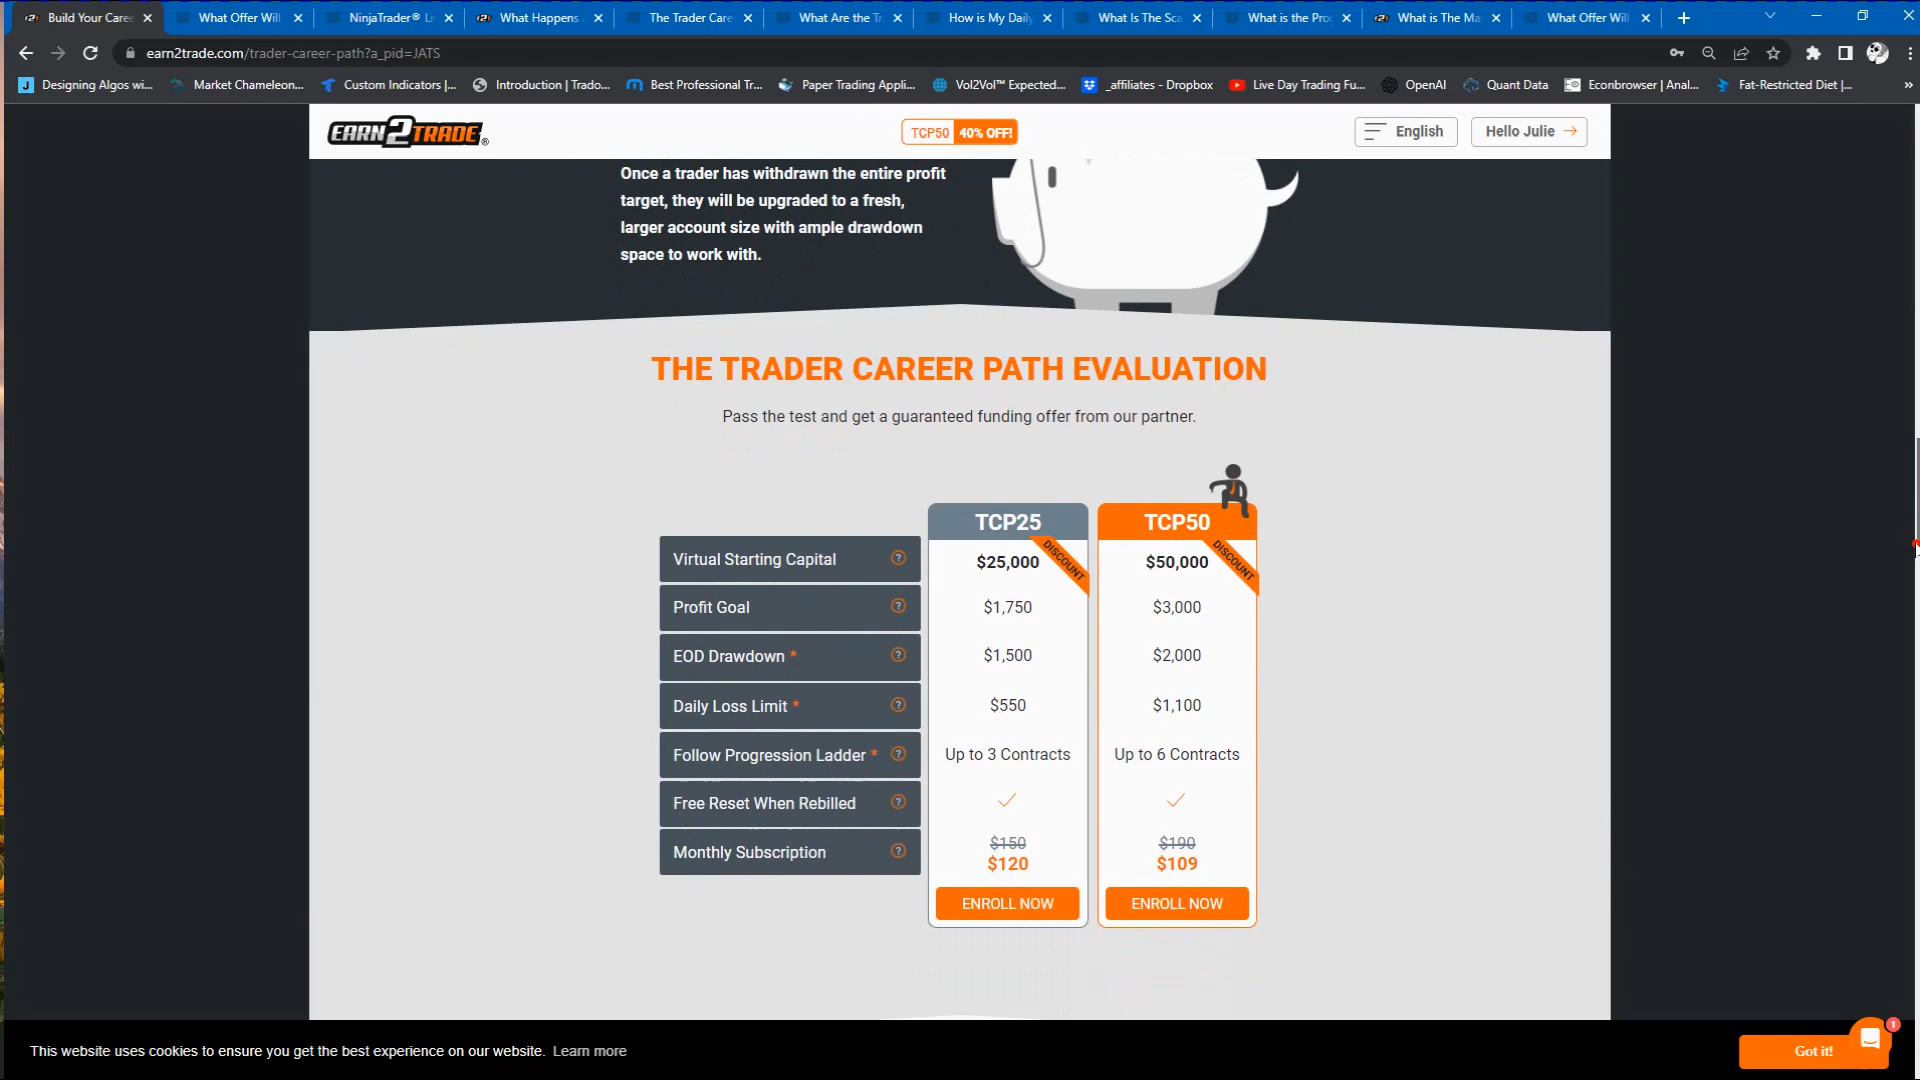 Build Your Caree
What Offer Will
NinjaTrader® Li
What Happens
The Trader Care
What Are the Tr
How is My Daily
What Is The Sca
What is the Pro
What is The Ma
What Offer Will
earn2trade.com/trader-career-path?a_pid=JATS
Designing Algos wi...
Market Chameleon...
Custom Indicators |...
Introduction | Trado...
Best Professional Tr...
Paper Trading Appli...
Vol2Vol™ Expected...
_affiliates - Dropbox
Live Day Trading Fu...
OpenAI
Quant Data
Econbrowser | Anal...
Fat-Restricted Diet |...
»
EARN2TRADE®
TCP50 40% OFF!
English
Hello Julie
Once a trader has withdrawn the entire profit
target, they will be upgraded to a fresh,
larger account size with ample drawdown
space to work with.
THE TRADER CAREER PATH EVALUATION
Pass the test and get a guaranteed funding offer from our partner.
TCP25
TCP50
DISCOUNT
DISCOUNT
Virtual Starting Capital ? $25,000 $50,000
Profit Goal ? $1,750 $3,000
EOD Drawdown * ? $1,500 $2,000
Daily Loss Limit * ? $550 $1,100
Follow Progression Ladder * ? Up to 3 Contracts Up to 6 Contracts
Free Reset When Rebilled ?
$150 $190
Monthly Subscription ? $120 $109
ENROLL NOW ENROLL NOW
This website uses cookies to ensure you get the best experience on our website. Learn more
Got it!
1